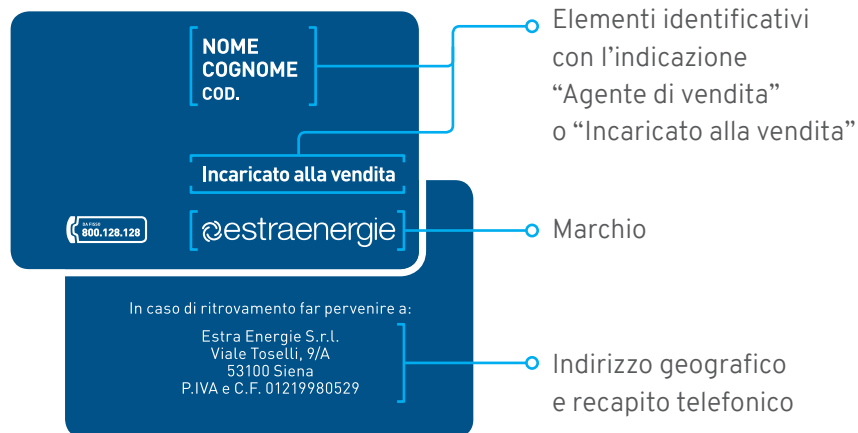 NOME
COGNOME
COD.
Incaricato alla vendita
DA FISSO
800.128.128
estraenergie
In caso di ritrovamento far pervenire a:
Estra Energie S.r.l.
Viale Toselli, 9/A
53100 Siena
P.IVA e C.F. 01219980529
Elementi identificativi
con l’indicazione
“Agente di vendita”
o “Incaricato alla vendita”
Marchio
Indirizzo geografico
e recapito telefonico